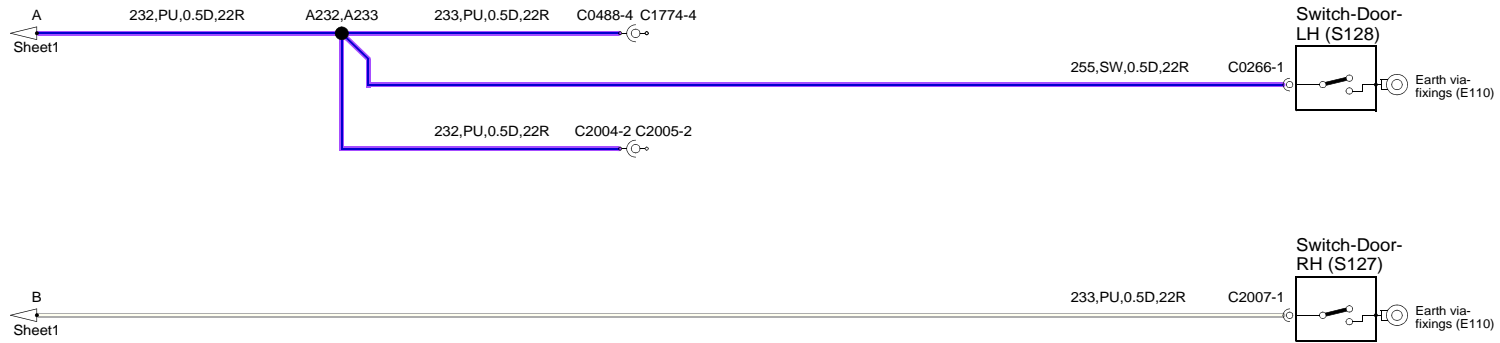 A 232,PU,0.5D,22R A232,A233 233,PU,0.5D,22R C0488-4 C1774-4
Sheet1
Switch-Door-
LH (S128)
255,SW,0.5D,22R C0266-1
Earth via-
fixings (E110)
232,PU,0.5D,22R C2004-2 C2005-2
Switch-Door-
RH (S127)
B 233,PU,0.5D,22R C2007-1
Sheet1
Earth via-
fixings (E110)